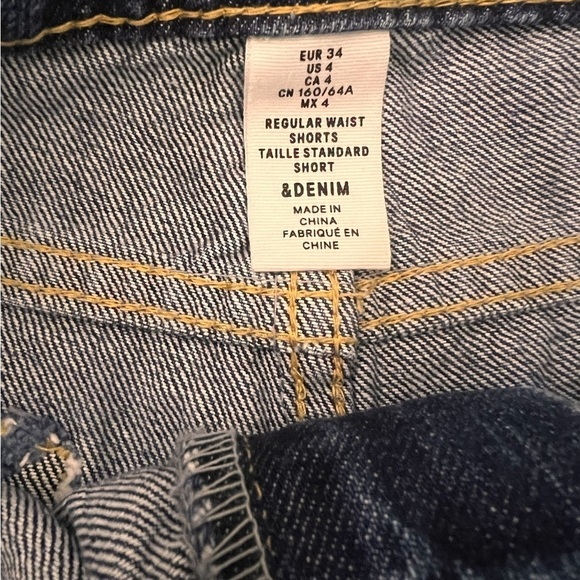 EUR 34
US 4
CA 4
CN 160/64A
MX 4
REGULAR WAIST
SHORTS
TAILLE STANDARD
SHORT
&DENIM
MADE IN
CHINA
FABRIQUÉ EN
CHINE